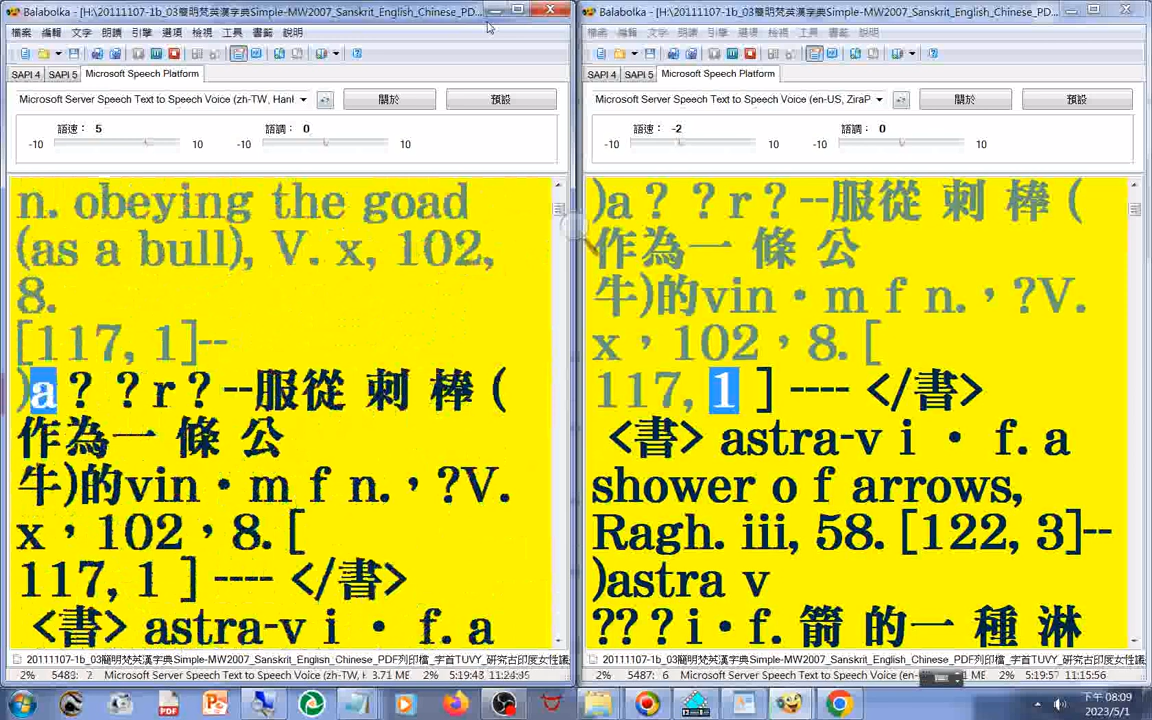 Balabolka - [H:\20111107-1b_03簡明梵英漢字典Simple-MW2007_Sanskrit_English_Chinese_PD...
檔案 編輯 文字 朗讀 引擎 選項 檢視 工具 書籤 說明
SAPI 4 SAPI 5 Microsoft Speech Platform
Microsoft Server Speech Text to Speech Voice (zh-TW, HanH
關於 預設
語速： 5 語調： 0
-10 10 -10 10
n. obeying the goad
(as a bull), V. x, 102,
8.
[117, 1]--
)a？？r？--服從 刺 棒（
作為一 條 公
牛)的vin・m f n.，?V.
x，102，8. [
117, 1 ] ---- </書>
<書> astra-v i ・ f. a
20111107-1b_03簡明梵英漢字典Simple-MW2007_Sanskrit_English_Chinese_PDF列印檔_字首TUVY_研究古印度女性議
2% 5483: ? Microsoft Server Speech Text to Speech Voice (zh-TW, H 3.71 ME 2% 5:19:43 11:24:45
Balabolka - [H:\20111107-1b_03簡明梵英漢字典Simple-MW2007_Sanskrit_English_Chinese_PD...
檔案 編輯 文字 朗讀 引擎 選項 檢視 工具 書籤 說明
SAPI 4 SAPI 5 Microsoft Speech Platform
Microsoft Server Speech Text to Speech Voice (en-US, ZiraP
關於 預設
語速： -2 語調： 0
-10 10 -10 10
)a？？r？--服從 刺 棒（
作為一 條 公
牛)的vin・m f n.，?V.
x，102，8. [
117, 1 ] ---- </書>
<書> astra-v i ・ f. a
shower o f arrows,
Ragh. iii, 58. [122, 3]--
)astra v
?? ? i・f. 箭 的一 種 淋
20111107-1b_03簡明梵英漢字典Simple-MW2007_Sanskrit_English_Chinese_PDF列印檔_字首TUVY_研究古印度女性議
2% 5487: 6 Microsoft Server Speech Text to Speech Voice (en-U 2% 5:19:57 11:15:56
下午 08:09
2023/5/1